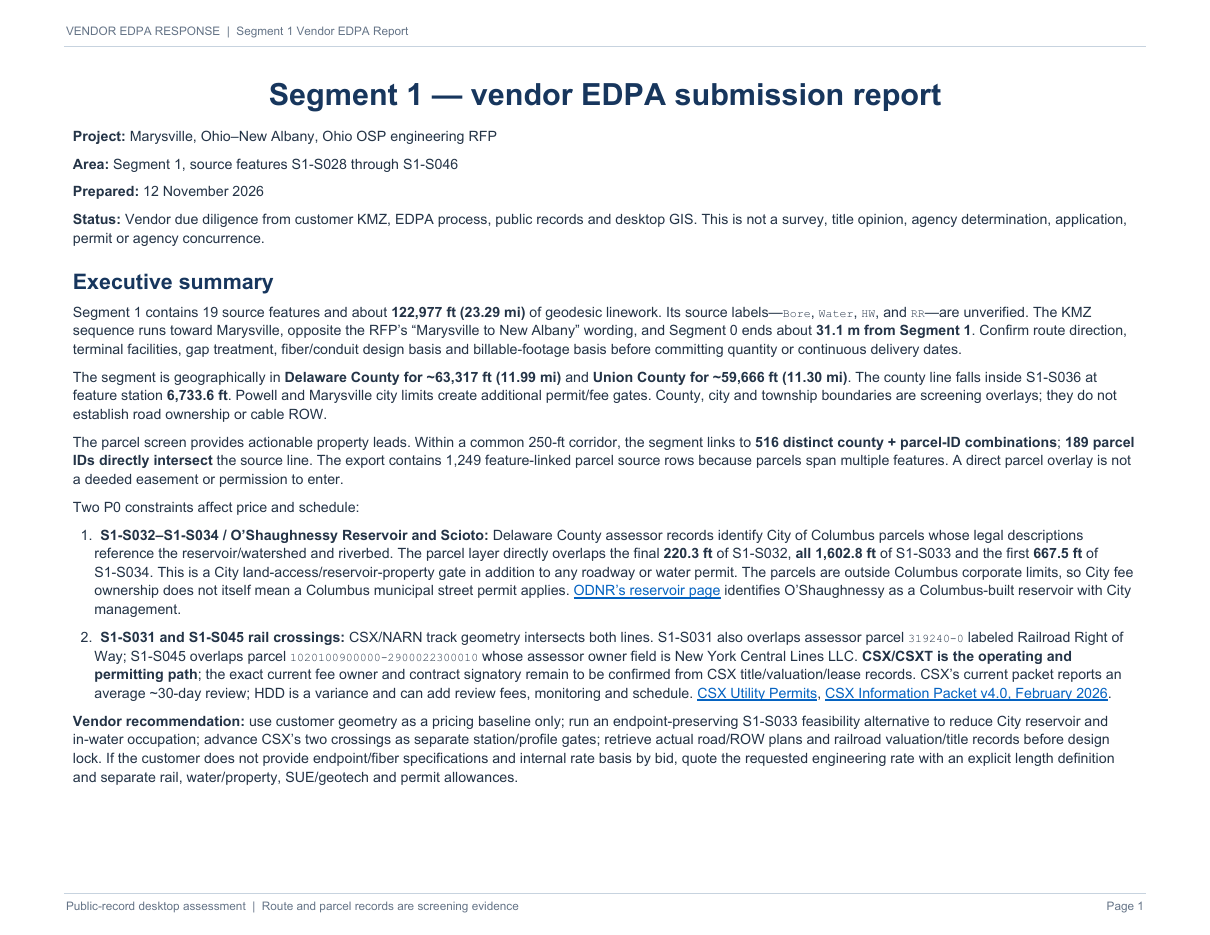 VENDOR EDPA RESPONSE | Segment 1 Vendor EDPA Report
Segment 1 — vendor EDPA submission report
Project: Marysville, Ohio–New Albany, Ohio OSP engineering RFP
Area: Segment 1, source features S1-S028 through S1-S046
Prepared: 12 November 2026
Status: Vendor due diligence from customer KMZ, EDPA process, public records and desktop GIS. This is not a survey, title opinion, agency determination, application,
permit or agency concurrence.
Executive summary
Segment 1 contains 19 source features and about 122,977 ft (23.29 mi) of geodesic linework. Its source labels—Bore, Water, HW, and RR—are unverified. The KMZ
sequence runs toward Marysville, opposite the RFP’s “Marysville to New Albany” wording, and Segment 0 ends about 31.1 m from Segment 1. Confirm route direction,
terminal facilities, gap treatment, fiber/conduit design basis and billable-footage basis before committing quantity or continuous delivery dates.
The segment is geographically in Delaware County for ~63,317 ft (11.99 mi) and Union County for ~59,666 ft (11.30 mi). The county line falls inside S1-S036 at
feature station 6,733.6 ft. Powell and Marysville city limits create additional permit/fee gates. County, city and township boundaries are screening overlays; they do not
establish road ownership or cable ROW.
The parcel screen provides actionable property leads. Within a common 250-ft corridor, the segment links to 516 distinct county + parcel-ID combinations; 189 parcel
IDs directly intersect the source line. The export contains 1,249 feature-linked parcel source rows because parcels span multiple features. A direct parcel overlay is not
a deeded easement or permission to enter.
Two P0 constraints affect price and schedule:
1. S1-S032–S1-S034 / O’Shaughnessy Reservoir and Scioto: Delaware County assessor records identify City of Columbus parcels whose legal descriptions
reference the reservoir/watershed and riverbed. The parcel layer directly overlaps the final 220.3 ft of S1-S032, all 1,602.8 ft of S1-S033 and the first 667.5 ft of
S1-S034. This is a City land-access/reservoir-property gate in addition to any roadway or water permit. The parcels are outside Columbus corporate limits, so City fee
ownership does not itself mean a Columbus municipal street permit applies. ODNR’s reservoir page identifies O’Shaughnessy as a Columbus-built reservoir with City
management.
2. S1-S031 and S1-S045 rail crossings: CSX/NARN track geometry intersects both lines. S1-S031 also overlaps assessor parcel 319240-0 labeled Railroad Right of
Way; S1-S045 overlaps parcel 1020100900000-2900022300010 whose assessor owner field is New York Central Lines LLC. CSX/CSXT is the operating and
permitting path; the exact current fee owner and contract signatory remain to be confirmed from CSX title/valuation/lease records. CSX’s current packet reports an
average ~30-day review; HDD is a variance and can add review fees, monitoring and schedule. CSX Utility Permits, CSX Information Packet v4.0, February 2026.
Vendor recommendation: use customer geometry as a pricing baseline only; run an endpoint-preserving S1-S033 feasibility alternative to reduce City reservoir and
in-water occupation; advance CSX’s two crossings as separate station/profile gates; retrieve actual road/ROW plans and railroad valuation/title records before design
lock. If the customer does not provide endpoint/fiber specifications and internal rate basis by bid, quote the requested engineering rate with an explicit length definition
and separate rail, water/property, SUE/geotech and permit allowances.
Public-record desktop assessment | Route and parcel records are screening evidence
Page 1